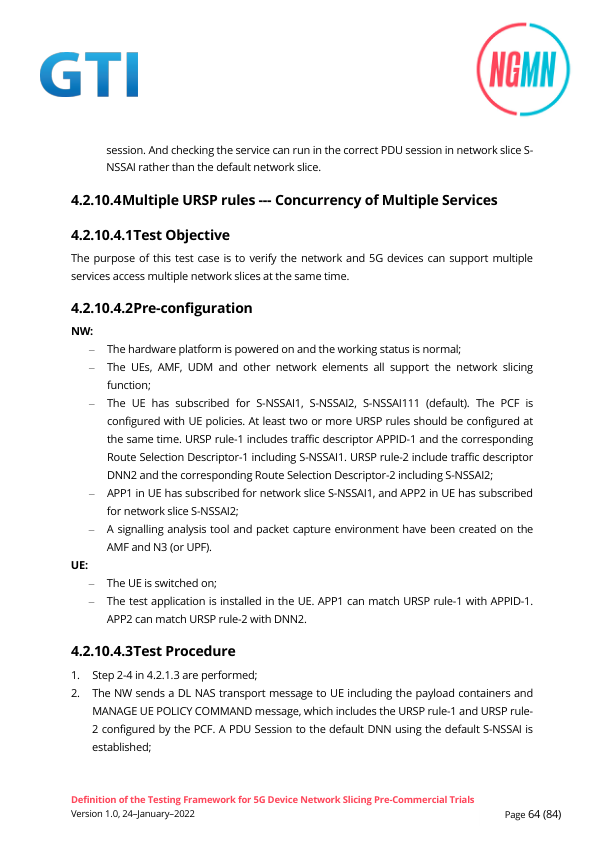 GTI
NGMN
session. And checking the service can run in the correct PDU session in network slice S-
NSSAI rather than the default network slice.
4.2.10.4Multiple URSP rules --- Concurrency of Multiple Services
4.2.10.4.1Test Objective
The purpose of this test case is to verify the network and 5G devices can support multiple
services access multiple network slices at the same time.
4.2.10.4.2Pre-configuration
NW:
– The hardware platform is powered on and the working status is normal;
– The UEs, AMF, UDM and other network elements all support the network slicing
function;
– The UE has subscribed for S-NSSAI1, S-NSSAI2, S-NSSAI111 (default). The PCF is
configured with UE policies. At least two or more URSP rules should be configured at
the same time. URSP rule-1 includes traffic descriptor APPID-1 and the corresponding
Route Selection Descriptor-1 including S-NSSAI1. URSP rule-2 include traffic descriptor
DNN2 and the corresponding Route Selection Descriptor-2 including S-NSSAI2;
– APP1 in UE has subscribed for network slice S-NSSAI1, and APP2 in UE has subscribed
for network slice S-NSSAI2;
– A signalling analysis tool and packet capture environment have been created on the
AMF and N3 (or UPF).
UE:
– The UE is switched on;
– The test application is installed in the UE. APP1 can match URSP rule-1 with APPID-1.
APP2 can match URSP rule-2 with DNN2.
4.2.10.4.3Test Procedure
1. Step 2-4 in 4.2.1.3 are performed;
2. The NW sends a DL NAS transport message to UE including the payload containers and
MANAGE UE POLICY COMMAND message, which includes the URSP rule-1 and URSP rule-
2 configured by the PCF. A PDU Session to the default DNN using the default S-NSSAI is
established;
Definition of the Testing Framework for 5G Device Network Slicing Pre-Commercial Trials
Version 1.0, 24–January–2022
Page 64 (84)